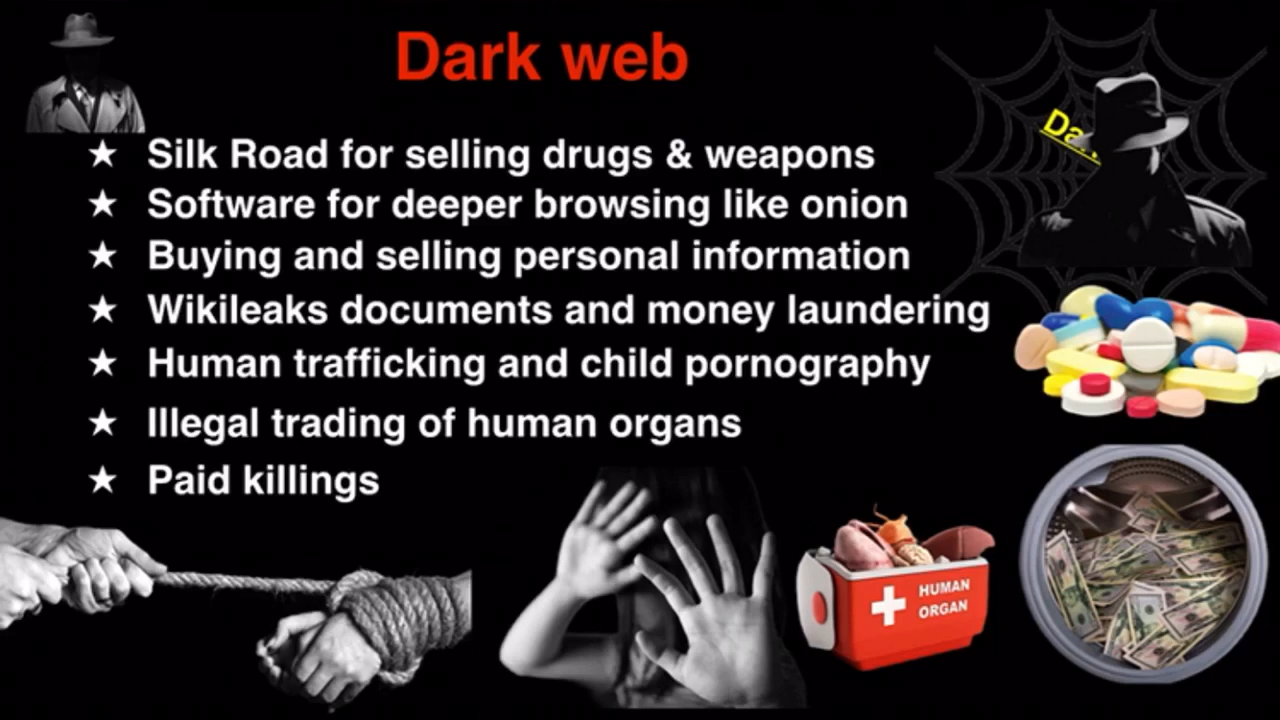 Dark web
★ Silk Road for selling drugs & weapons
★ Software for deeper browsing like onion
★ Buying and selling personal information
★ Wikileaks documents and money laundering
★ Human trafficking and child pornography
★ Illegal trading of human organs
★ Paid killings
HUMAN
ORGAN